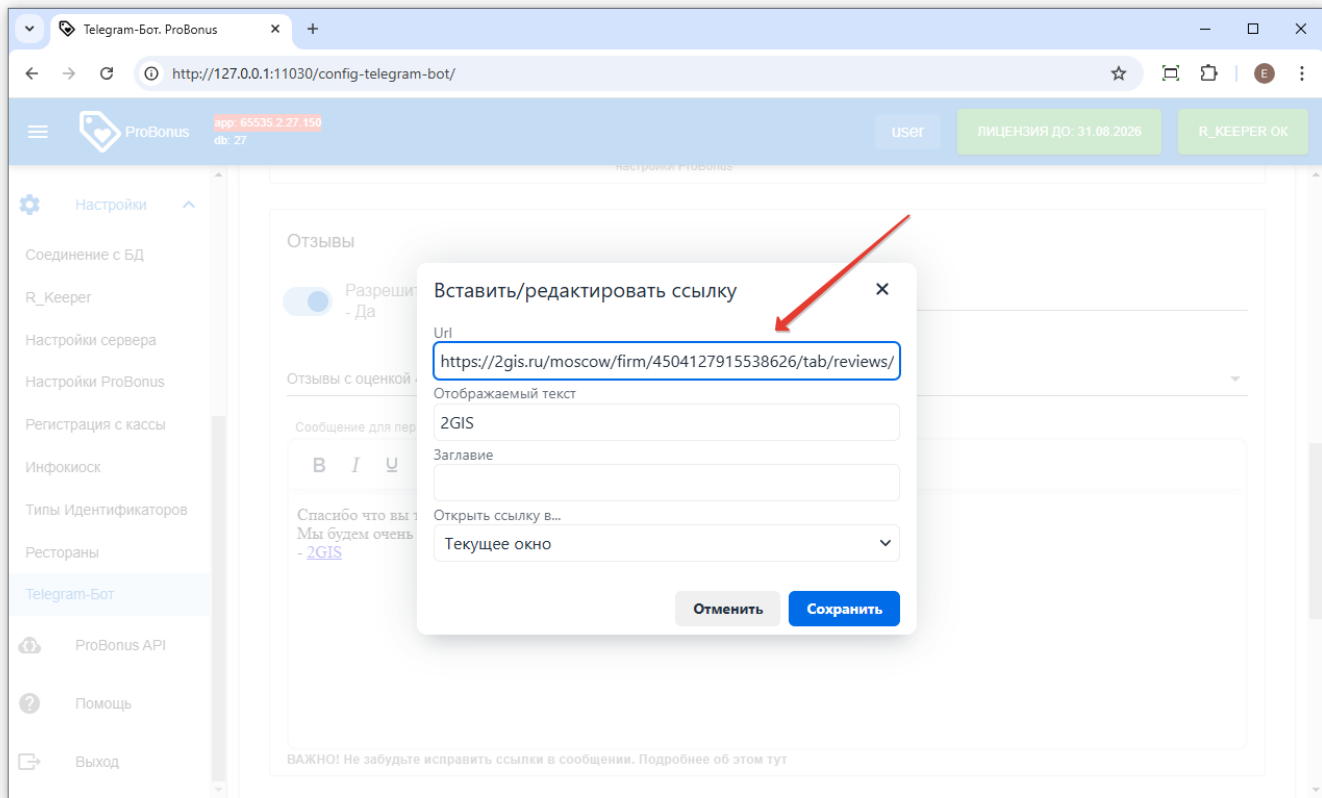 Telegram-Бот. ProBonus
http://127.0.0.1:11030/config-telegram-bot/
E
ProBonus
app: 65535.2.27.150
db: 27
user
ЛИЦЕНЗИЯ ДО: 31.08.2026
R_KEEPER OK
настройки ProBonus
Настройки
Соединение с БД
R_Keeper
Настройки сервера
Настройки ProBonus
Регистрация с кассы
Инфокиоск
Типы Идентификаторов
Рестораны
Telegram-Бот
ProBonus API
Помощь
Выход
Отзывы
Разрешит
- Да
Отзывы с оценкой
Сообщение для пер
B I U
Спасибо что вы
Мы будем очень
- 2GIS
Вставить/редактировать ссылку
Url
https://2gis.ru/moscow/firm/4504127915538626/tab/reviews/
Отображаемый текст
2GIS
Заглавие
Открыть ссылку в...
Текущее окно
Отменить
Сохранить
ВАЖНО! Не забудьте исправить ссылки в сообщении. Подробнее об этом тут